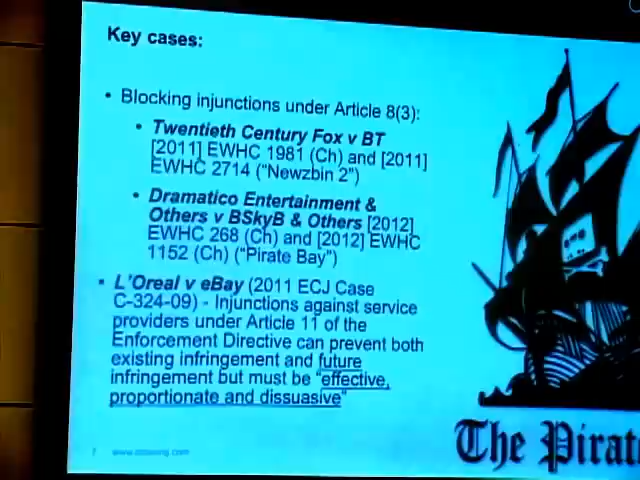 Key cases:
• Blocking injunctions under Article 8(3):
• Twentieth Century Fox v BT
[2011] EWHC 1981 (Ch) and [2011]
EWHC 2714 ("Newzbin 2")
• Dramatico Entertainment &
Others v BSkyB & Others [2012]
EWHC 268 (Ch) and [2012] EWHC
1152 (Ch) ("Pirate Bay")
• L'Oreal v eBay (2011 ECJ Case
C-324-09) - Injunctions against service
providers under Article 11 of the
Enforcement Directive can prevent both
existing infringement and future
infringement but must be "effective,
proportionate and dissuasive"
The Pirat